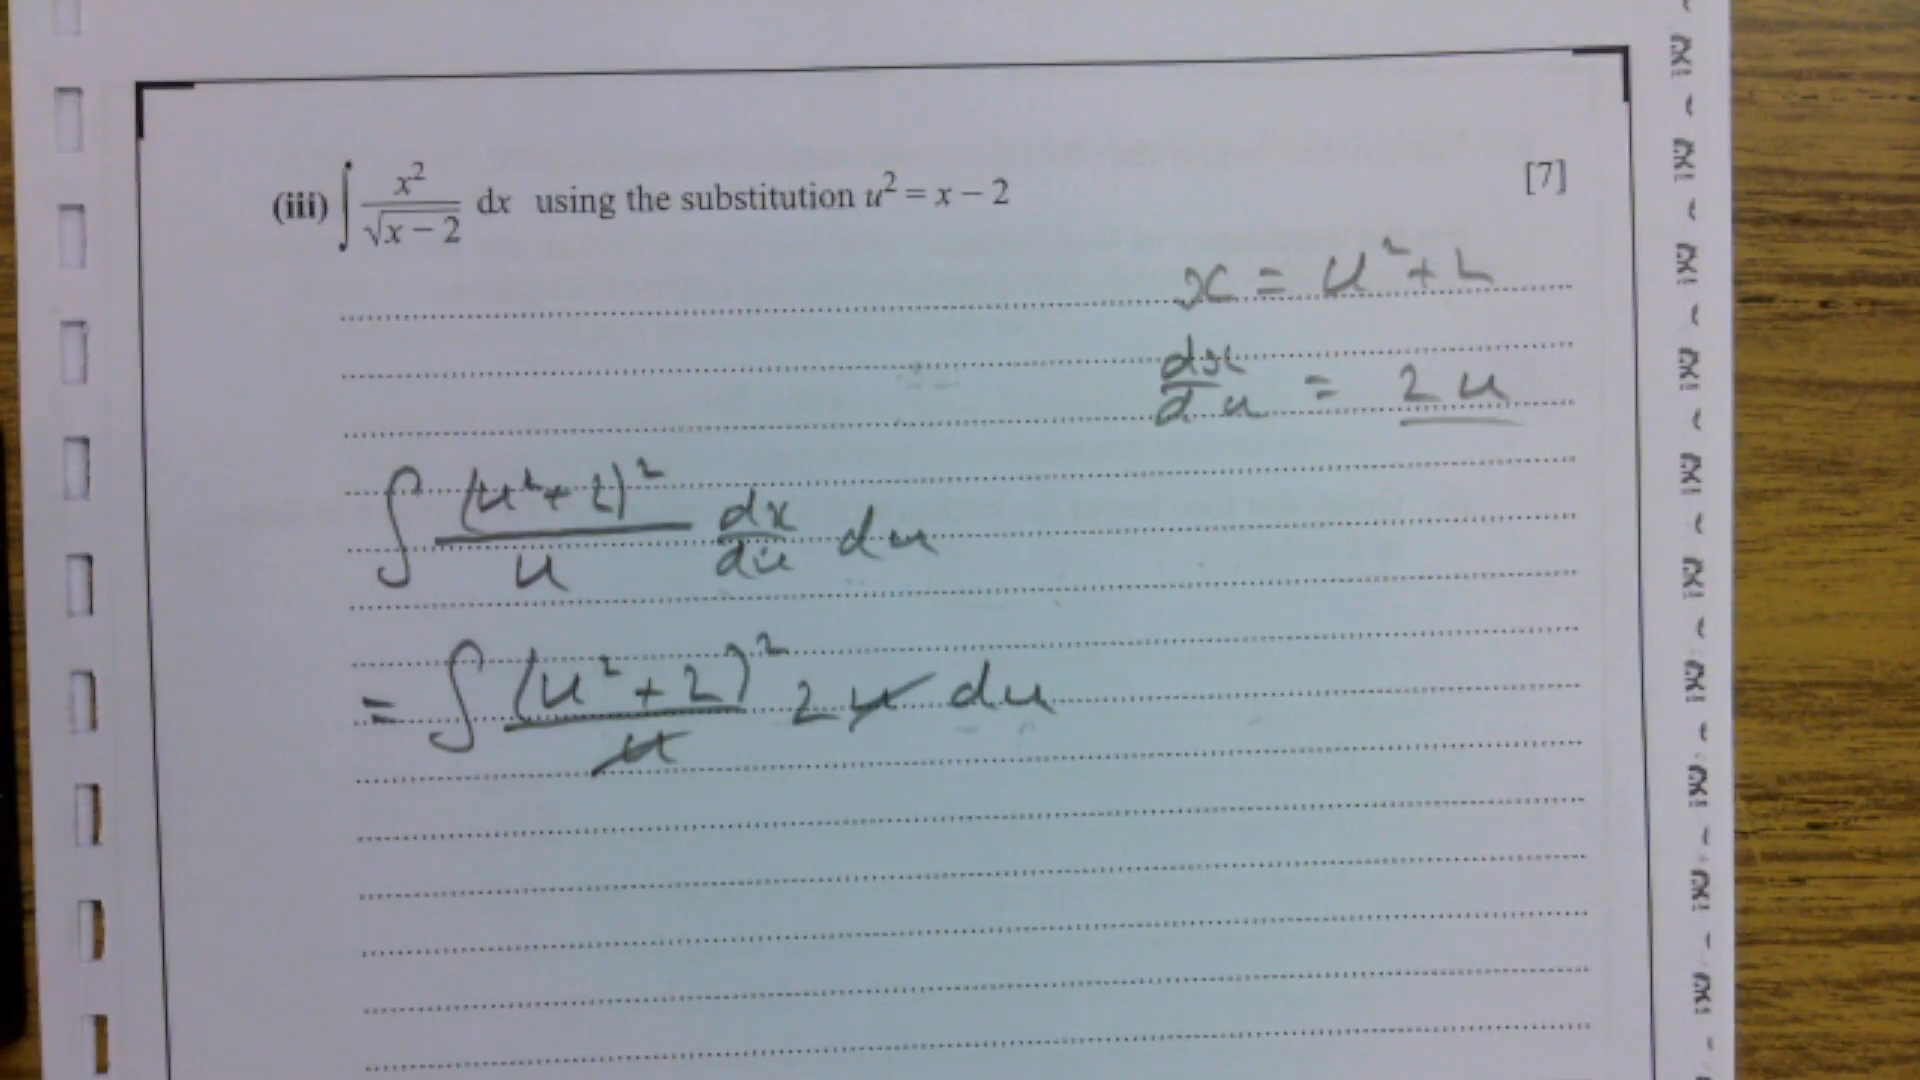 (iii) ∫ x²/√(x − 2) dx using the substitution u² = x − 2 [7]
x = u² + 2
dx/du = 2u
∫ (u² + 2)²/u dx/du du
= ∫ (u² + 2)²/u 2u du